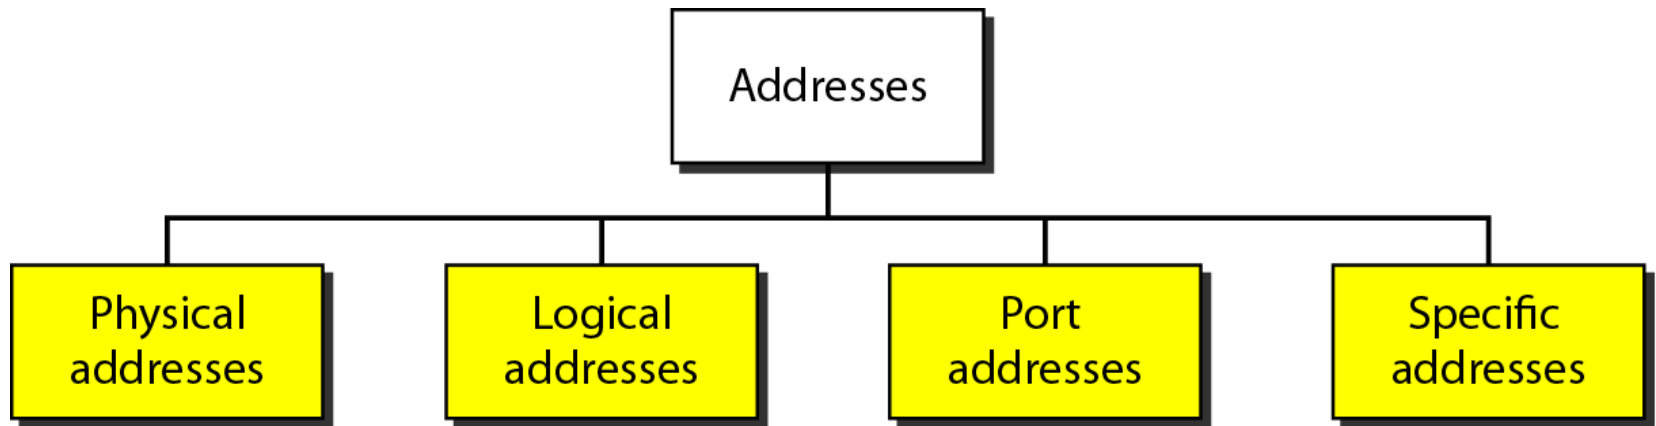 Addresses
Physical
addresses
Logical
addresses
Port
addresses
Specific
addresses